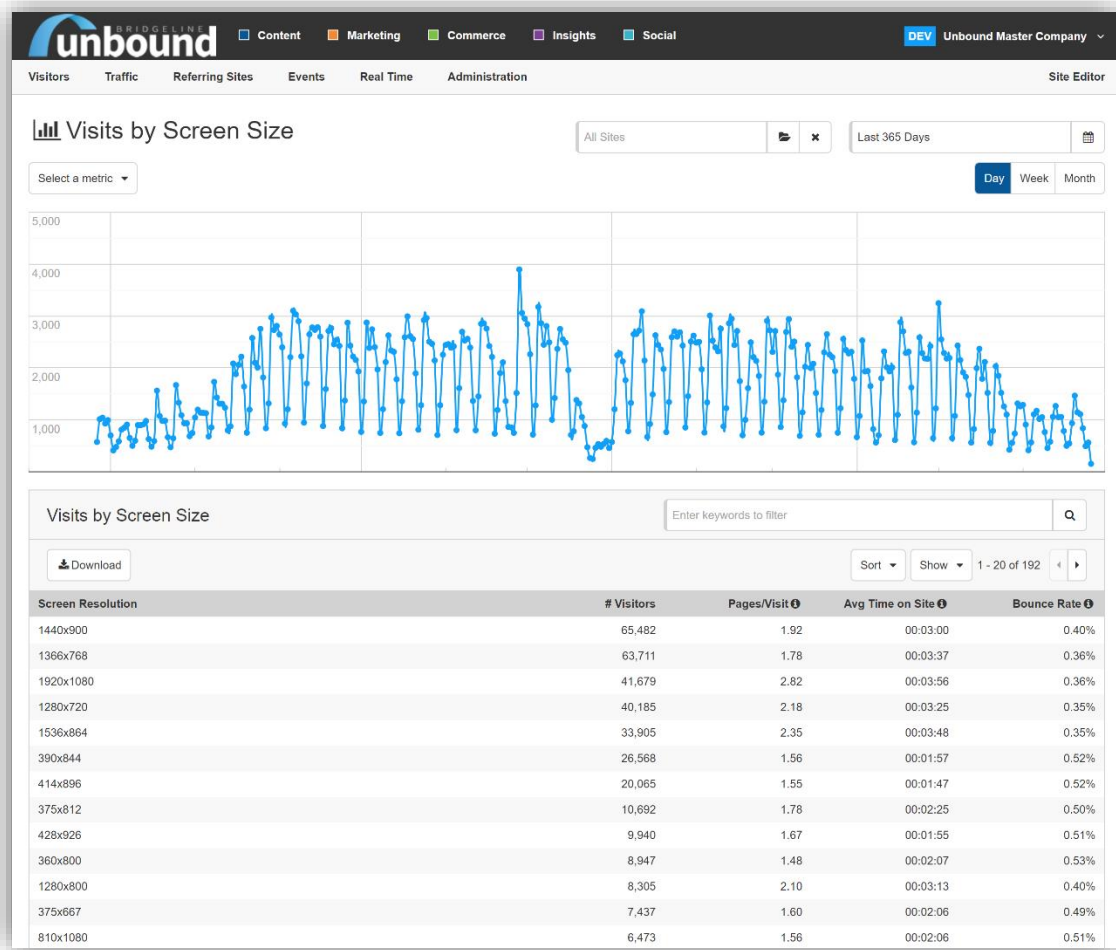 BRIDGELINE
unbound
Content Marketing Commerce Insights Social DEV Unbound Master Company
Visitors Traffic Referring Sites Events Real Time Administration Site Editor
Visits by Screen Size All Sites Last 365 Days
Select a metric Day Week Month
5,000
4,000
3,000
2,000
1,000
Visits by Screen Size Enter keywords to filter
Download Sort Show 1 - 20 of 192
Screen Resolution # Visitors Pages/Visit Avg Time on Site Bounce Rate
1440x900 65,482 1.92 00:03:00 0.40%
1366x768 63,711 1.78 00:03:37 0.36%
1920x1080 41,679 2.82 00:03:56 0.36%
1280x720 40,185 2.18 00:03:25 0.35%
1536x864 33,905 2.35 00:03:48 0.35%
390x844 26,568 1.56 00:01:57 0.52%
414x896 20,065 1.55 00:01:47 0.52%
375x812 10,692 1.78 00:02:25 0.50%
428x926 9,940 1.67 00:01:55 0.51%
360x800 8,947 1.48 00:02:07 0.53%
1280x800 8,305 2.10 00:03:13 0.40%
375x667 7,437 1.60 00:02:06 0.49%
810x1080 6,473 1.56 00:02:06 0.51%